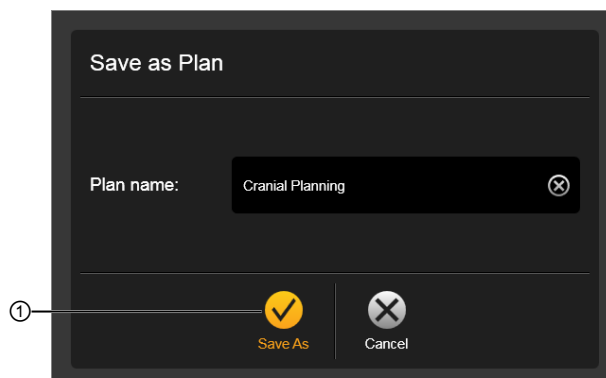 Save as Plan
Plan name:
Cranial Planning
①
Save As
Cancel